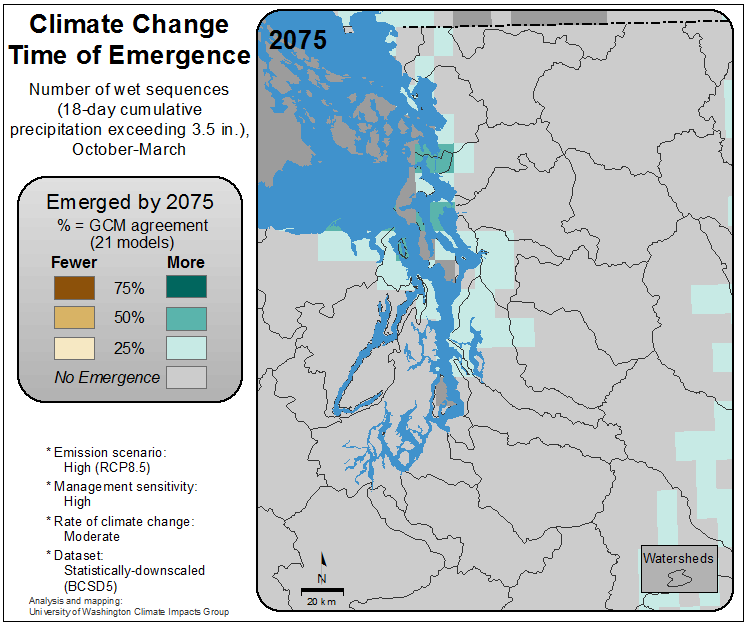 Climate Change
Time of Emergence
Number of wet sequences
(18-day cumulative
precipitation exceeding 3.5 in.),
October-March
Emerged by 2075
% = GCM agreement
(21 models)
Fewer More
75%
50%
25%
No Emergence
* Emission scenario:
High (RCP8.5)
* Management sensitivity:
High
* Rate of climate change:
Moderate
* Dataset:
Statistically-downscaled
(BCSD5)
Analysis and mapping:
University of Washington Climate Impacts Group
2075
N
20 km
Watersheds